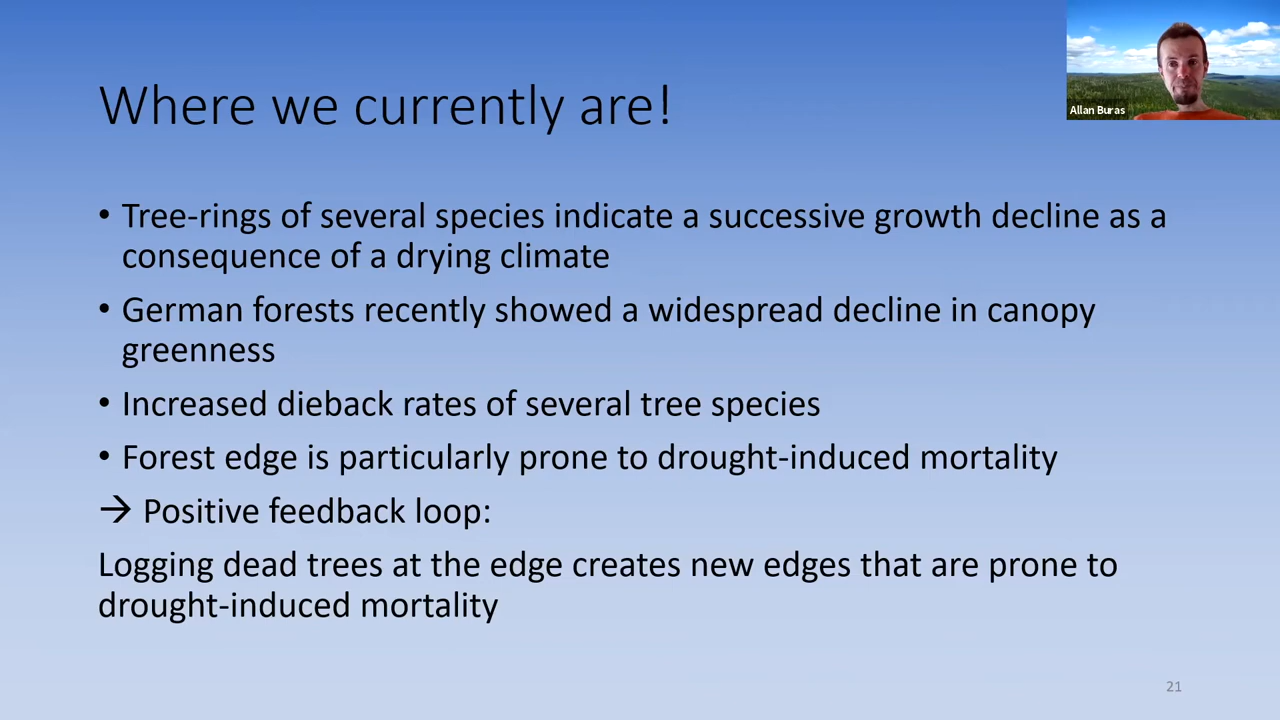 Where we currently are!
Allan Buras
• Tree-rings of several species indicate a successive growth decline as a
consequence of a drying climate
• German forests recently showed a widespread decline in canopy
greenness
• Increased dieback rates of several tree species
• Forest edge is particularly prone to drought-induced mortality
→ Positive feedback loop:
Logging dead trees at the edge creates new edges that are prone to
drought-induced mortality
21